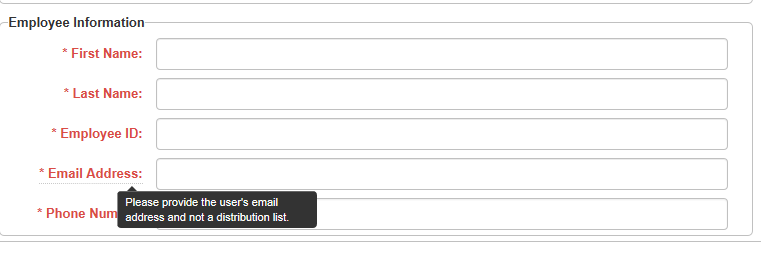 Employee Information
* First Name:
* Last Name:
* Employee ID:
* Email Address:
Please provide the user's email
address and not a distribution list.
* Phone Num